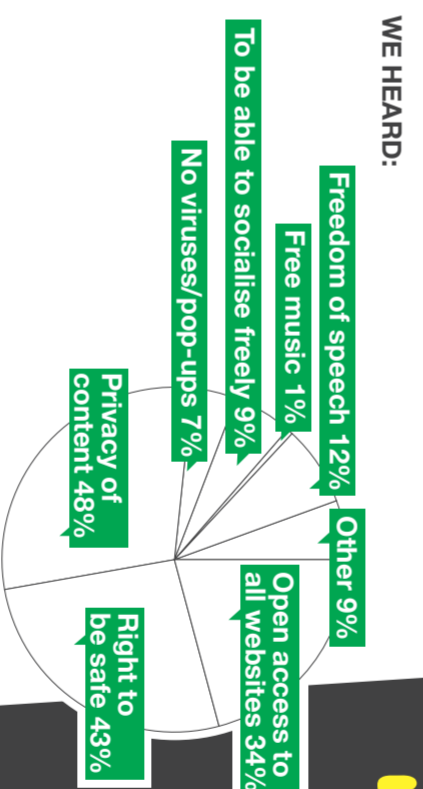 WE HEARD:
Freedom of speech 12%
Free music 1%
To be able to socialise freely 9%
No viruses/pop-ups 7%
Other 9%
Privacy of
content 48%
Open access to
all websites 34%
Right to
be safe 43%